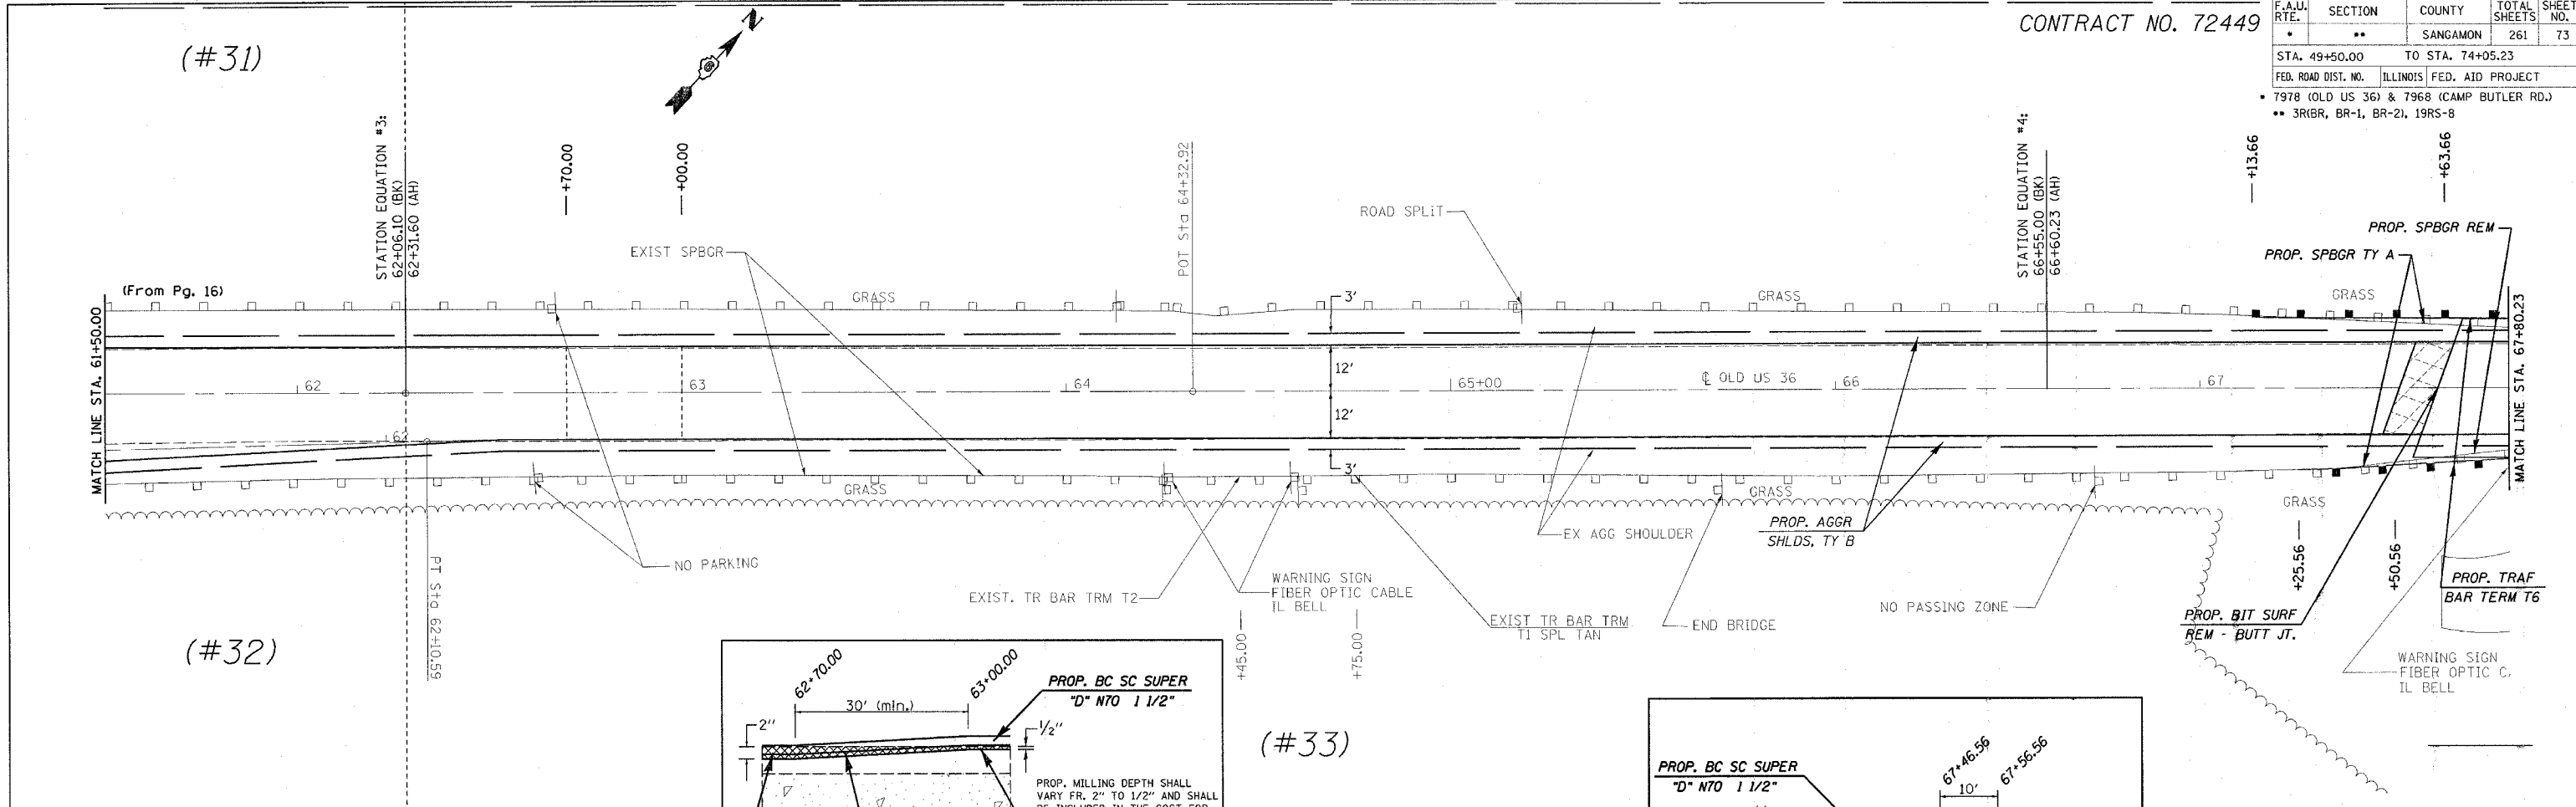 CONTRACT NO. 72449
F.A.U. RTE. SECTION COUNTY TOTAL SHEETS SHEET NO.
* ** SANGAMON 261 73
STA. 49+50.00 TO STA. 74+05.23
FED. ROAD DIST. NO. ILLINOIS FED. AID PROJECT
* 7978 (OLD US 36) & 7968 (CAMP BUTLER RD.)
** 3R(BR, BR-1, BR-2), 19RS-8
(#31)
N
STATION EQUATION #3:
62+06.10 (BK)
62+31.60 (AH)
+70.00
+00.00
POT Sta 64+32.92
STATION EQUATION #4:
66+55.00 (BK)
66+60.23 (AH)
+13.66
+63.66
ROAD SPLIT
EXIST SPBGR
PROP. SPBGR REM
PROP. SPBGR TY A
(From Pg. 16)
GRASS
GRASS
GRASS
3'
MATCH LINE STA. 61+50.00
MATCH LINE STA. 67+80.23
12'
62
63
64
65+00
℄ OLD US 36
66
67
12'
62
3'
GRASS
GRASS
GRASS
EX AGG SHOULDER
PROP. AGGR
SHLDS, TY B
NO PARKING
PT Sta 62+10.59
EXIST. TR BAR TRM T2
WARNING SIGN
FIBER OPTIC CABLE
IL BELL
EXIST TR BAR TRM
T1 SPL TAN
END BRIDGE
NO PASSING ZONE
+25.56
+50.56
PROP. TRAF
BAR TERM T6
PROP. BIT SURF
REM - BUTT JT.
WARNING SIGN
FIBER OPTIC C.
IL BELL
(#32)
+45.00
+75.00
62+70.00
63+00.00
30' (min.)
PROP. BC SC SUPER
"D" N70 1 1/2"
2"
1/2"
PROP. MILLING DEPTH SHALL
VARY FR. 2" TO 1/2" AND SHALL
BE INCLUDED IN THE COST FOR
(#33)
PROP. BC SC SUPER
"D" N70 1 1/2"
67+46.56
67+56.56
10'